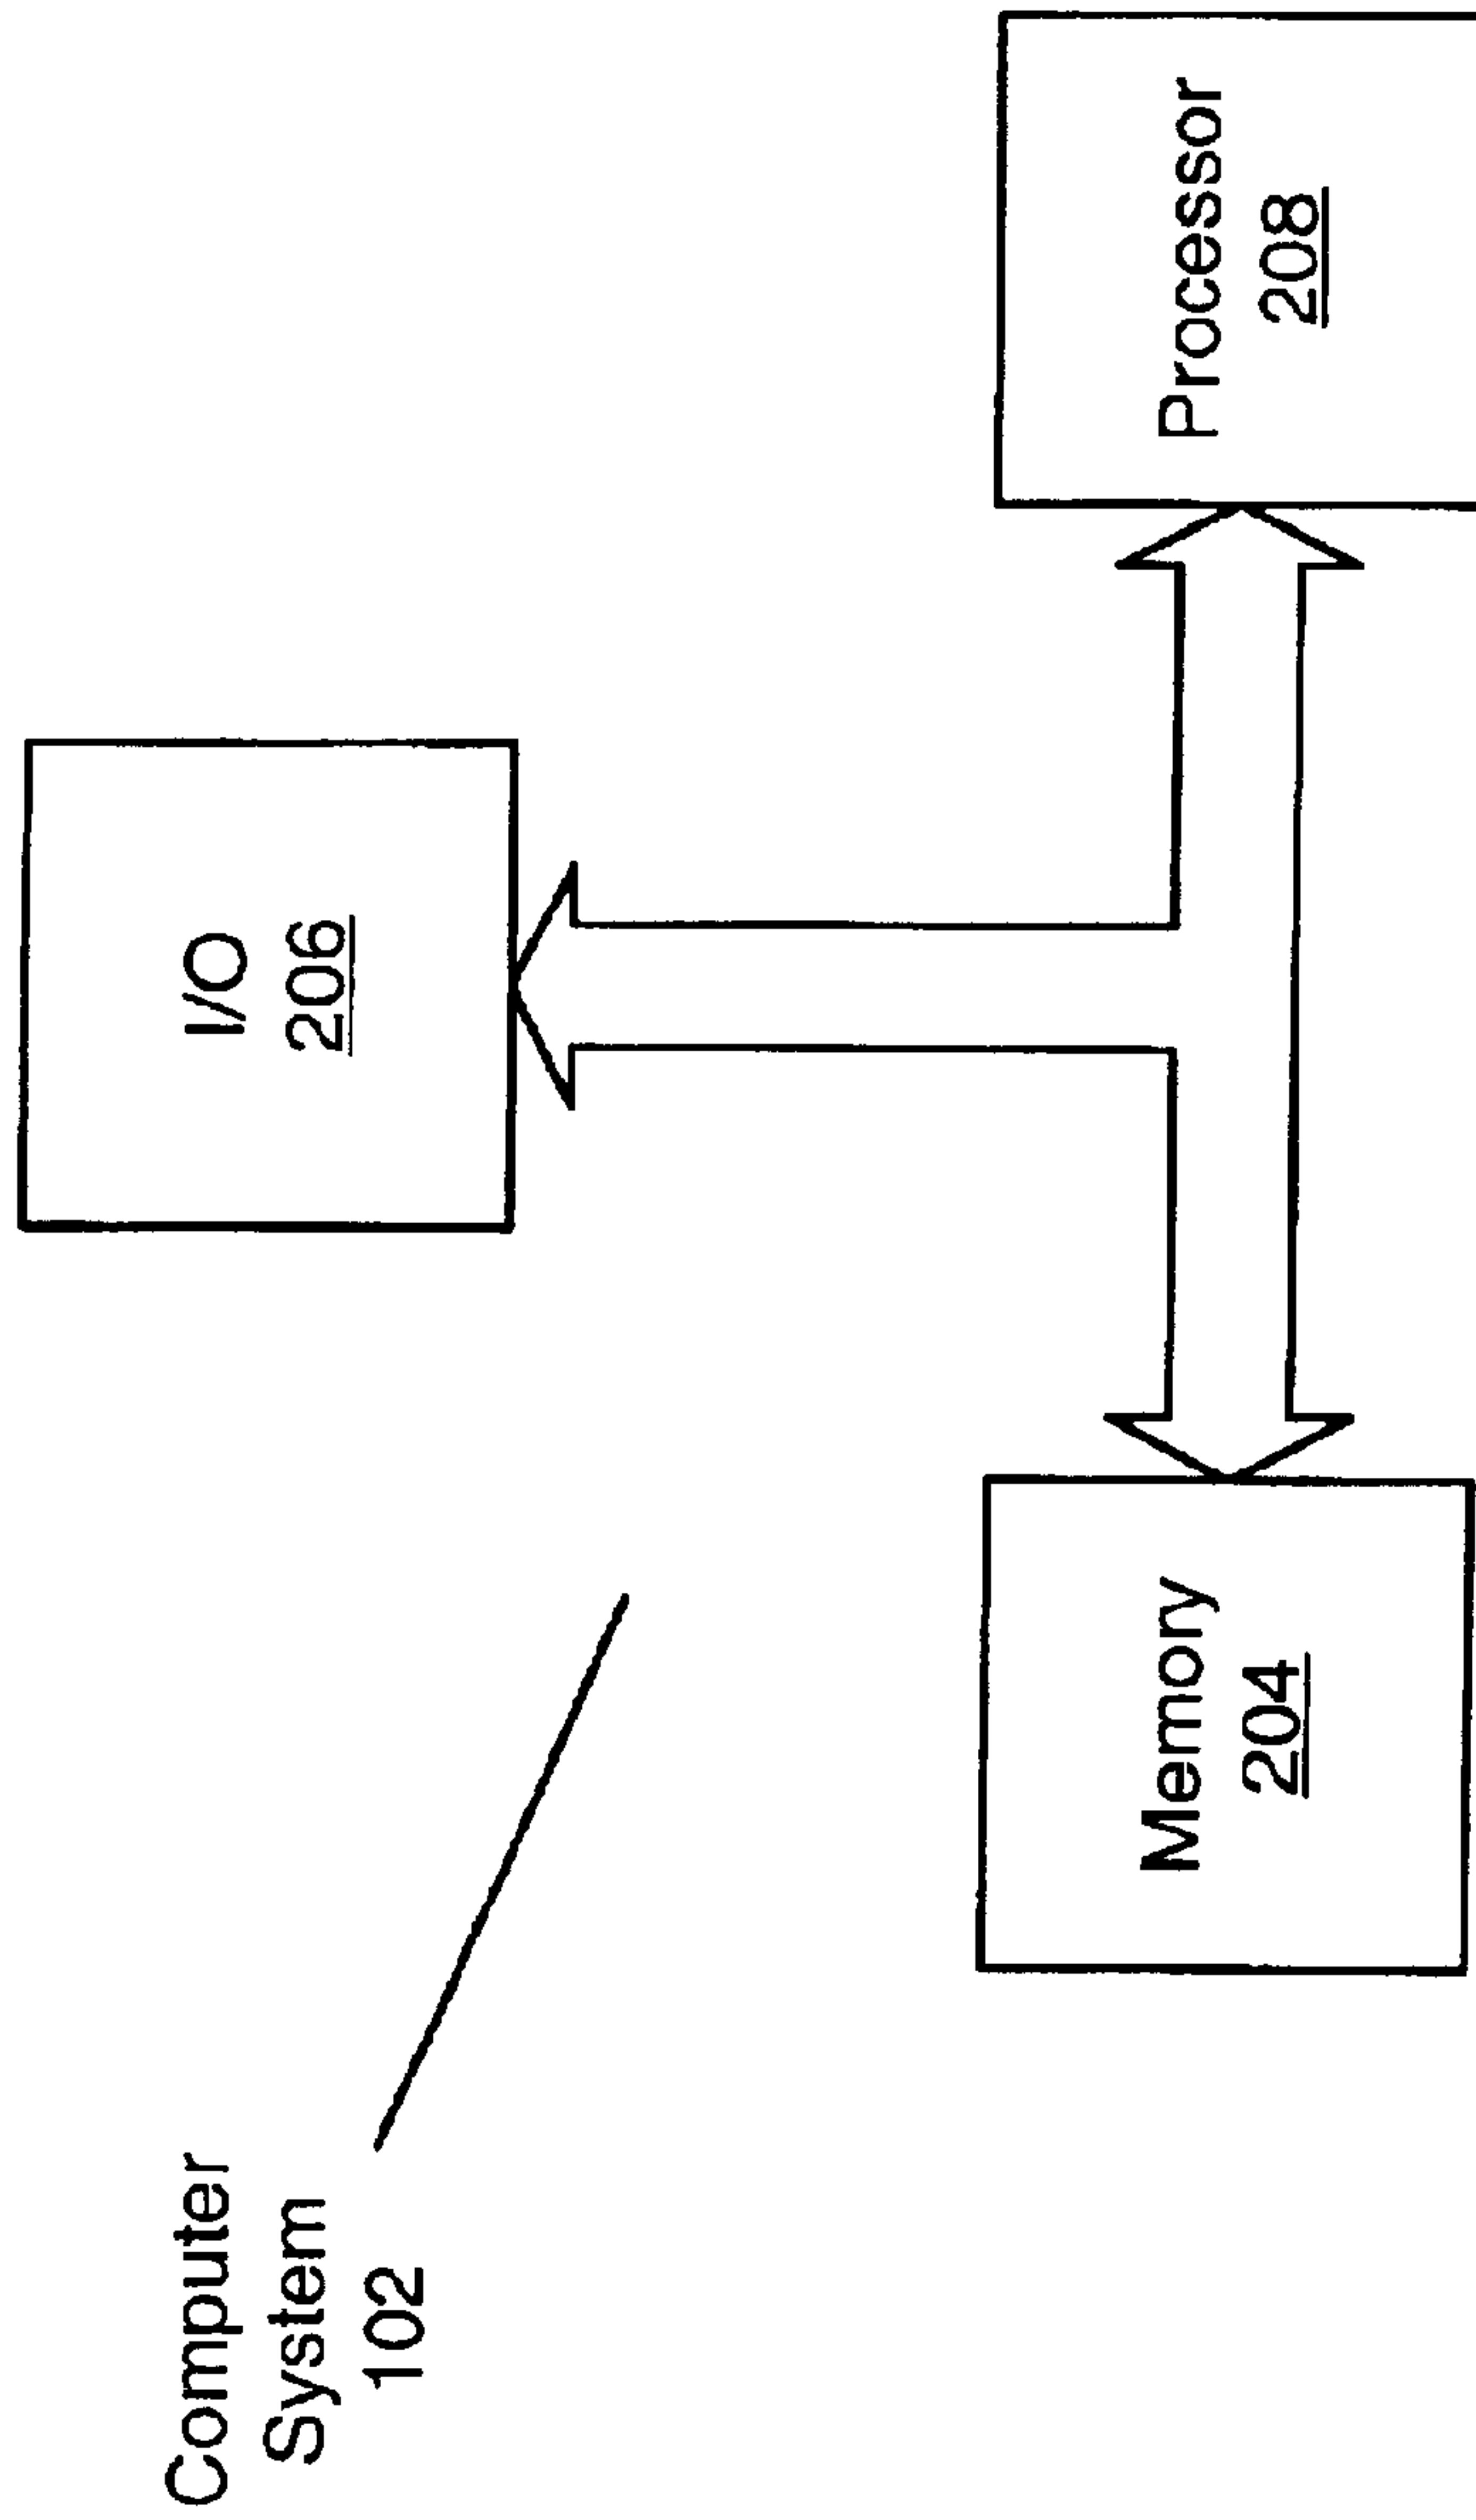 Computer
System
102
I/O
206
Memory
204
Processor
208